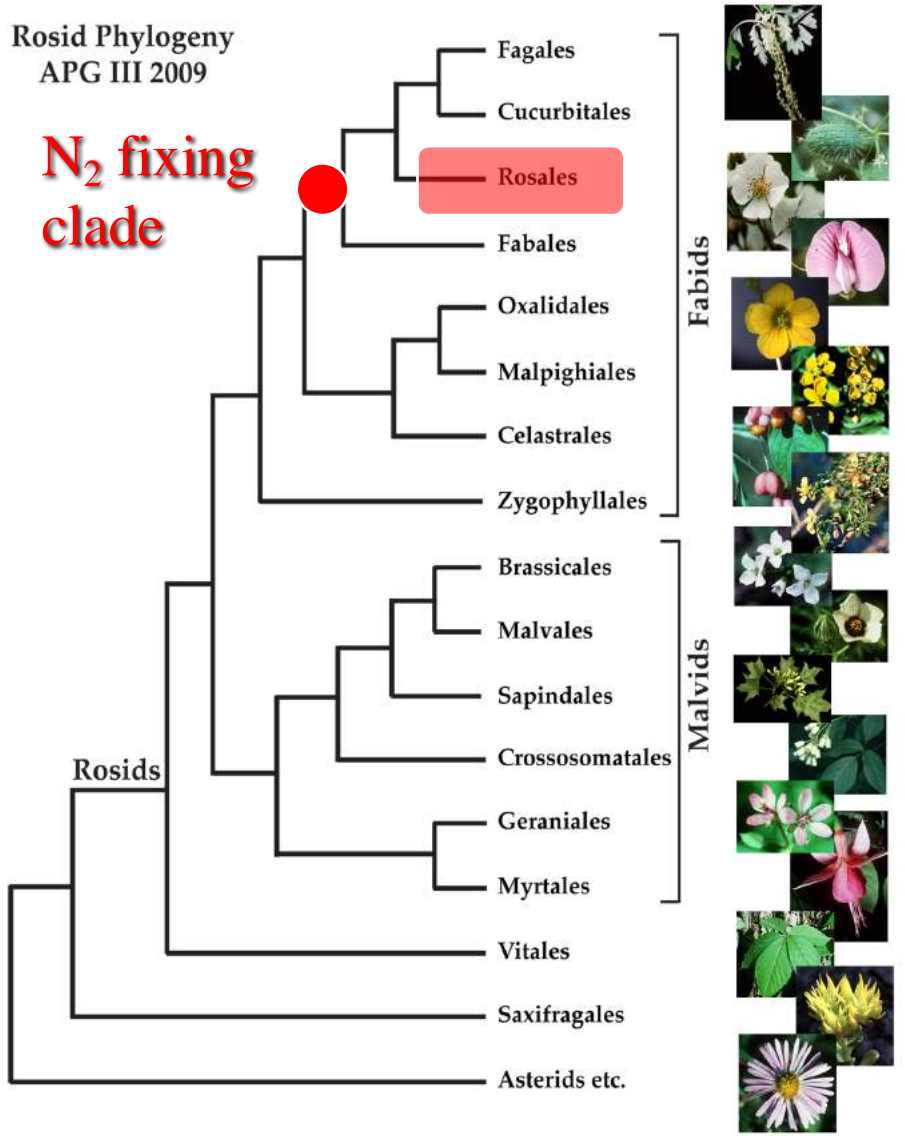 Rosid Phylogeny
APG III 2009
N₂ fixing
clade
Fagales
Cucurbitales
Rosales
Fabales
Oxalidales
Malpighiales
Celastrales
Zygophyllales
Fabids
Brassicales
Malvales
Sapindales
Crossosomatales
Geraniales
Myrtales
Malvids
Rosids
Vitales
Saxifragales
Asterids etc.